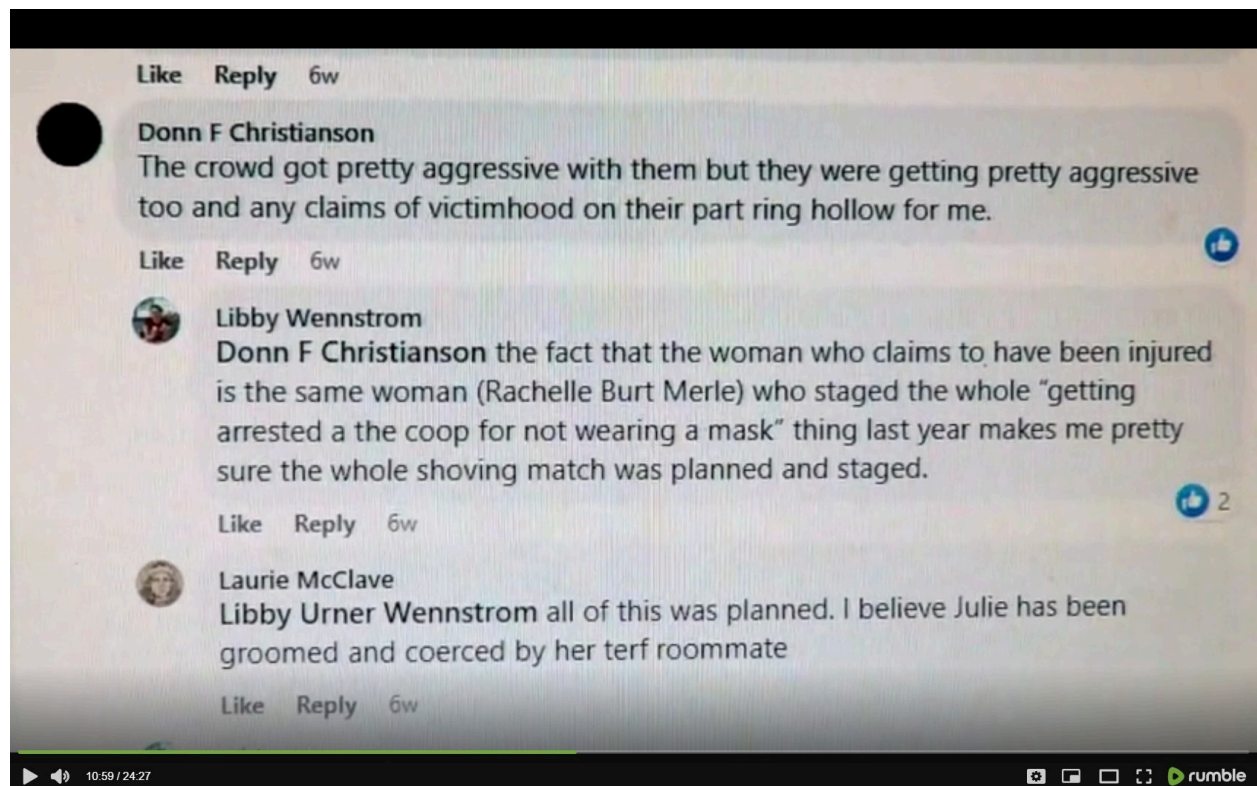 Like Reply 6w
Donn F Christianson
The crowd got pretty aggressive with them but they were getting pretty aggressive
too and any claims of victimhood on their part ring hollow for me.
Like Reply 6w
Libby Wennstrom
Donn F Christianson the fact that the woman who claims to have been injured
is the same woman (Rachelle Burt Merle) who staged the whole “getting
arrested a the coop for not wearing a mask” thing last year makes me pretty
sure the whole shoving match was planned and staged.
2
Like Reply 6w
Laurie McClave
Libby Urner Wennstrom all of this was planned. I believe Julie has been
groomed and coerced by her terf roommate
Like Reply 6w
10:59 / 24:27
rumble